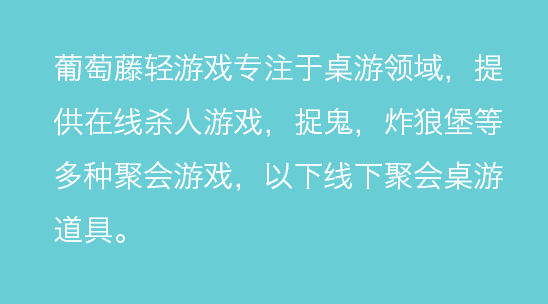 葡萄藤轻游戏专注于桌游领域，提
供在线杀人游戏，捉鬼，炸狼堡等
多种聚会游戏，以下线下聚会桌游
道具。